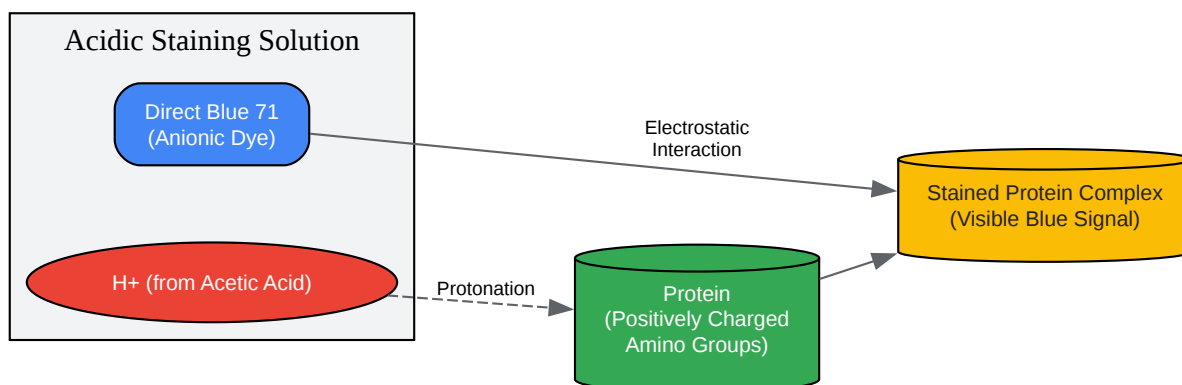 Acidic Staining Solution
Direct Blue 71
(Anionic Dye)
Electrostatic
Interaction
Stained Protein Complex
(Visible Blue Signal)
H+ (from Acetic Acid)
Protonation
Protein
(Positively Charged
Amino Groups)